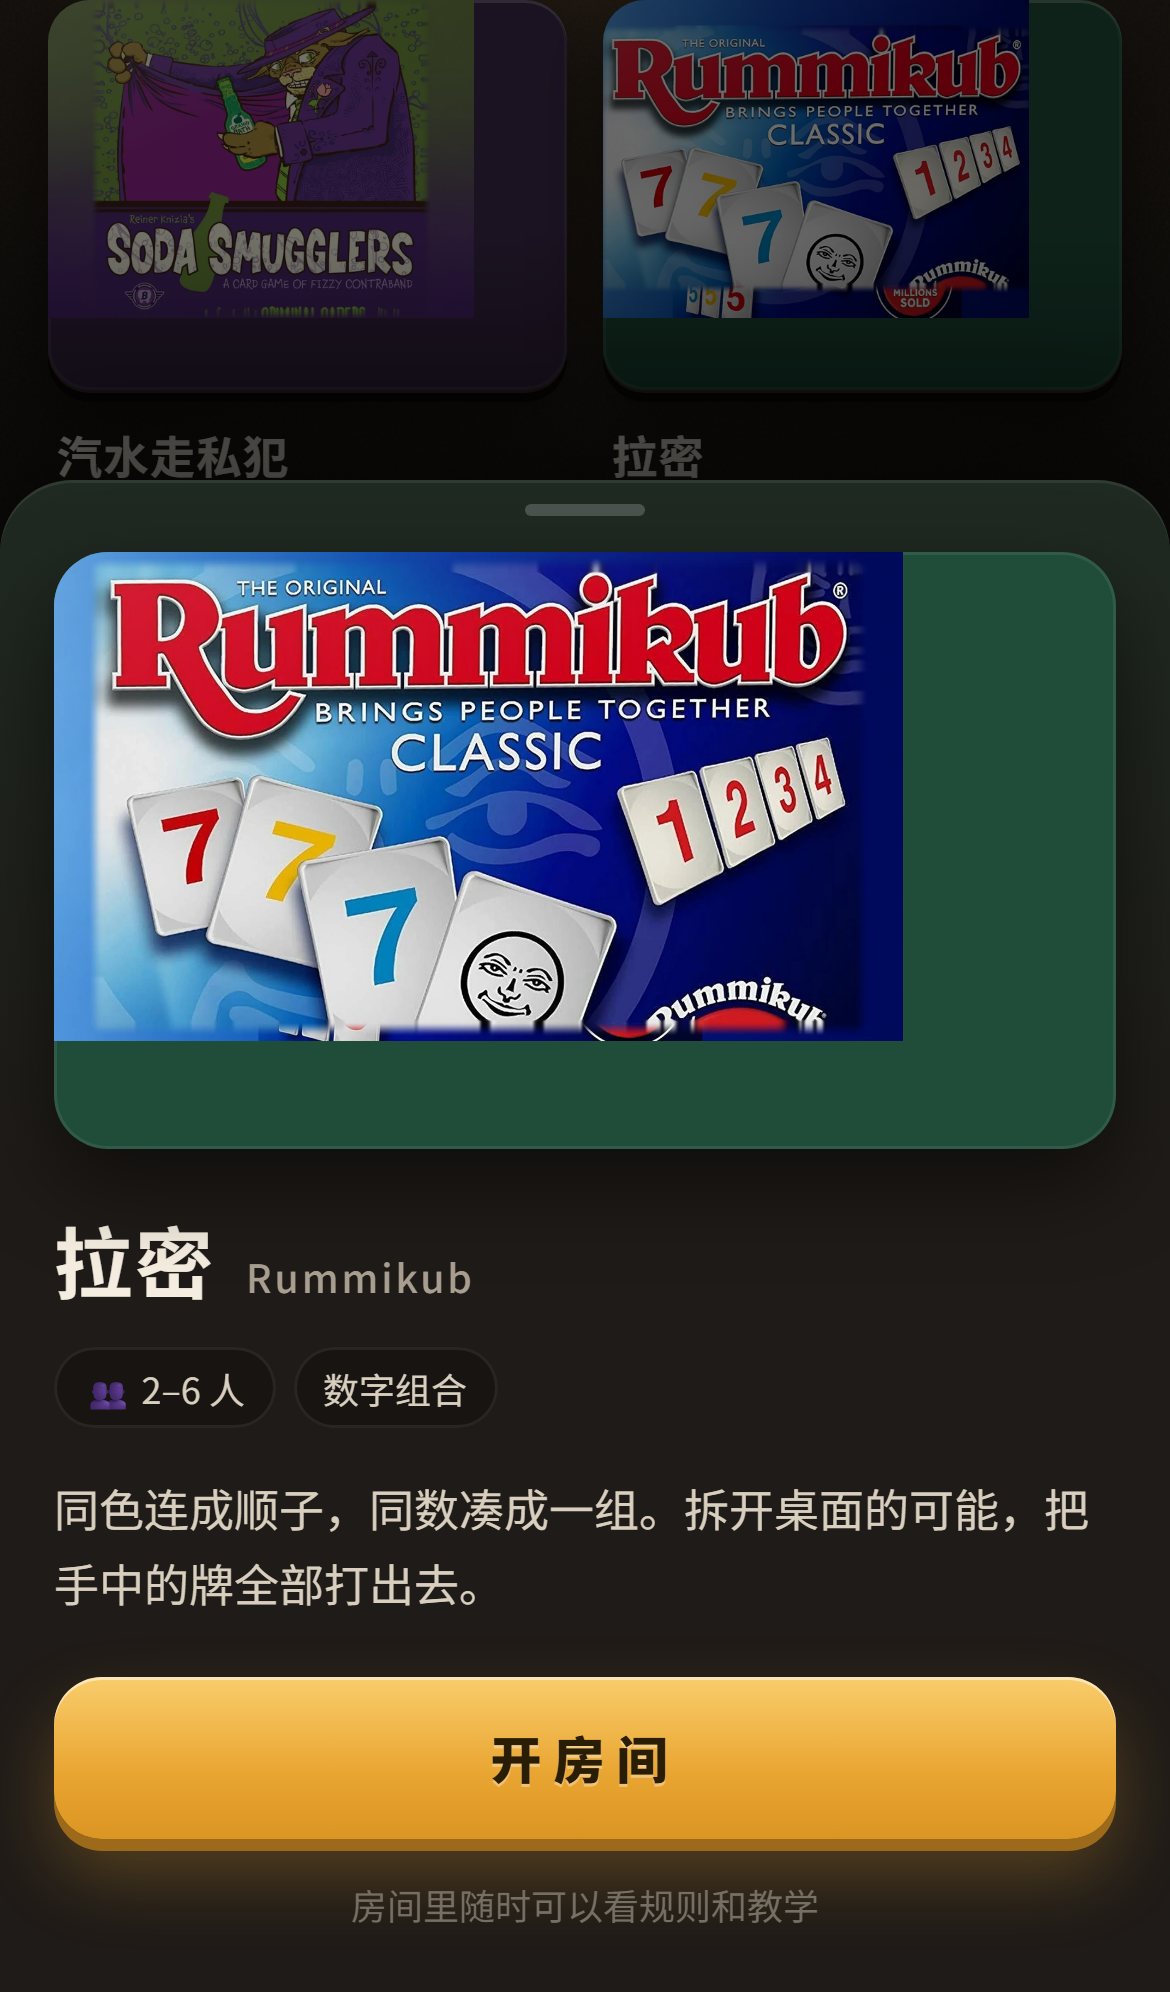 Reiner Knizia's
SODA SMUGGLERS
A CARD GAME OF FIZZY CONTRABAND
THE ORIGINAL
Rummikub®
BRINGS PEOPLE TOGETHER
CLASSIC
7 7 7
1 2 3 4
5 5 5
Rummikub
MILLIONS
SOLD
汽水走私犯
拉密
THE ORIGINAL
Rummikub®
BRINGS PEOPLE TOGETHER
CLASSIC
7 7 7
1 2 3 4
Rummikub
拉密 Rummikub
2–6 人
数字组合
同色连成顺子，同数凑成一组。拆开桌面的可能，把
手中的牌全部打出去。
开房间
房间里随时可以看规则和教学